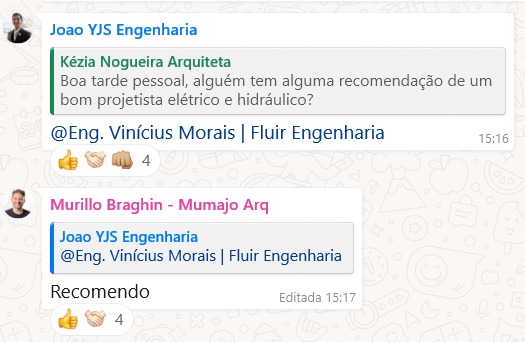 Joao YJS Engenharia
Kézia Nogueira Arquiteta
Boa tarde pessoal, alguém tem alguma recomendação de um
bom projetista elétrico e hidráulico?
@Eng. Vinícius Morais | Fluir Engenharia
15:16
4
Murillo Braghin - Mumajo Arq
Joao YJS Engenharia
@Eng. Vinícius Morais | Fluir Engenharia
Recomendo
Editada 15:17
4